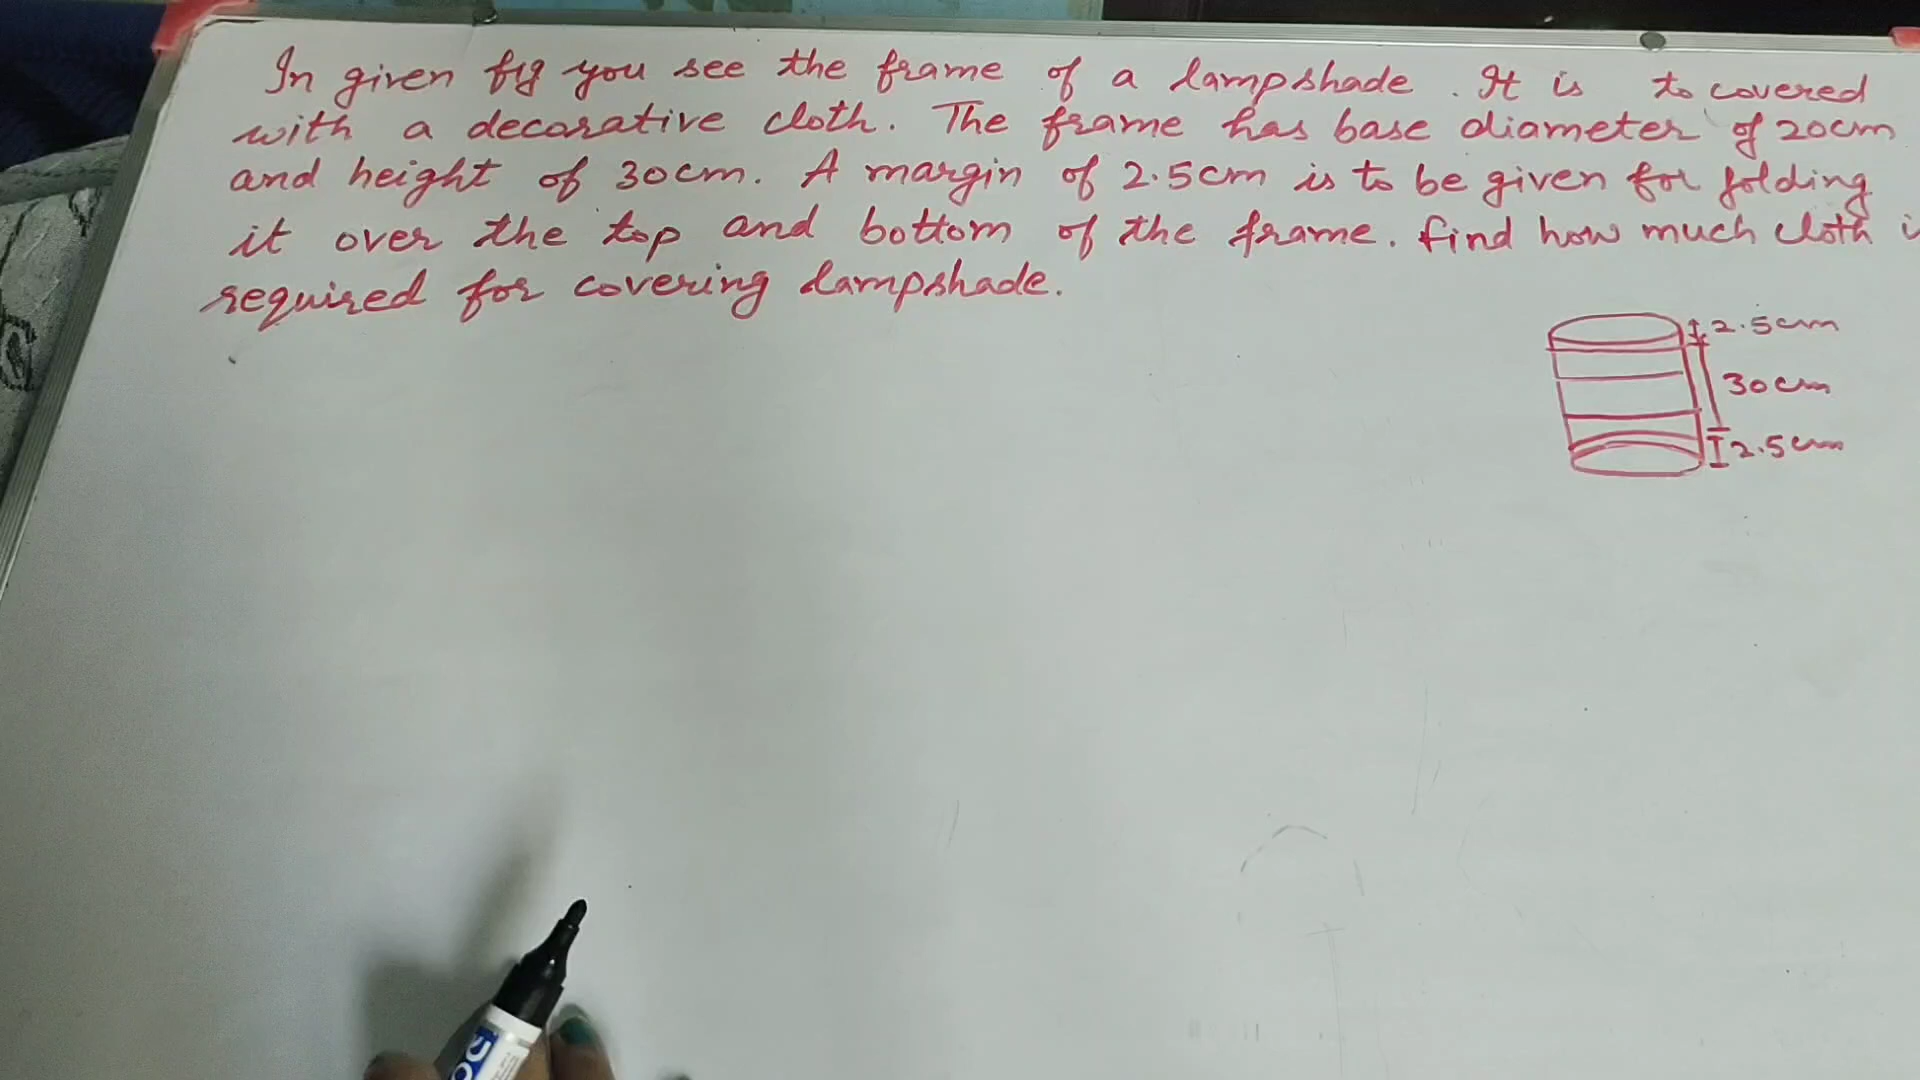 In given fig you see the frame of a lampshade. It is to covered
with a decorative cloth. The frame has base diameter of 20cm
and height of 30cm. A margin of 2.5cm is to be given for folding
it over the top and bottom of the frame. find how much cloth i
required for covering lampshade.
2.5cm
30cm
2.5cm